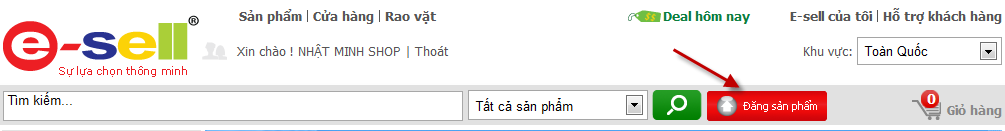 Sản phẩm | Cửa hàng | Rao vặt
$$ Deal hôm nay
E-sell của tôi | Hỗ trợ khách hàng
e-sell®
Sự lựa chọn thông minh
Xin chào ! NHẬT MINH SHOP | Thoát
Khu vực: Toàn Quốc
Tìm kiếm...
Tất cả sản phẩm
Đăng sản phẩm
0
Giỏ hàng